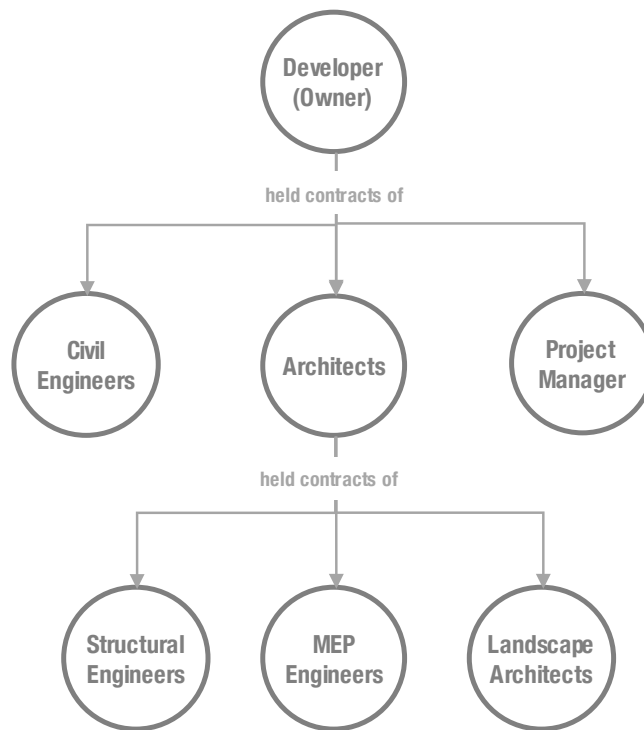 Developer
(Owner)
held contracts of
Civil
Engineers
Architects
Project
Manager
held contracts of
Structural
Engineers
MEP
Engineers
Landscape
Architects